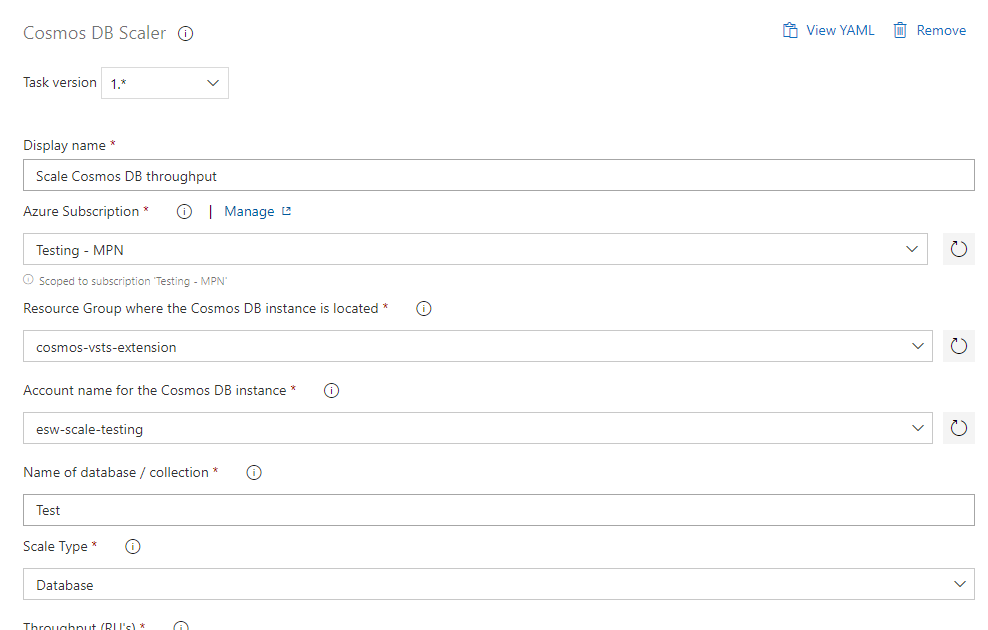 Cosmos DB Scaler
View YAML
Remove
Task version 1.*
Display name *
Scale Cosmos DB throughput
Azure Subscription * | Manage
Testing - MPN
Scoped to subscription 'Testing - MPN'
Resource Group where the Cosmos DB instance is located *
cosmos-vsts-extension
Account name for the Cosmos DB instance *
esw-scale-testing
Name of database / collection *
Test
Scale Type *
Database
Throughput (RU's) *